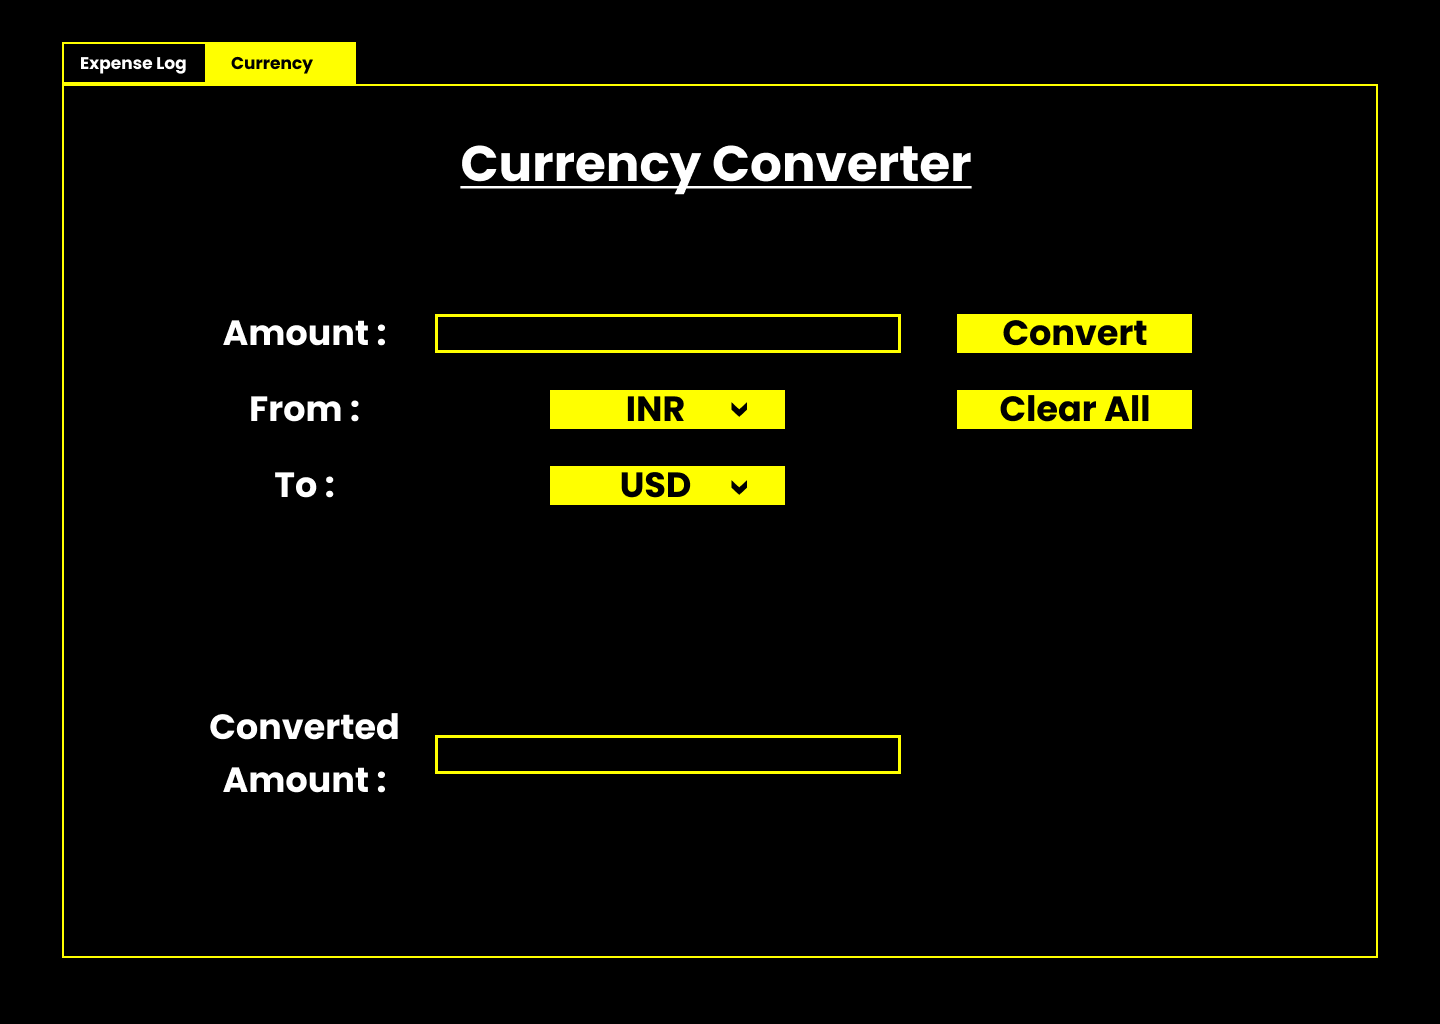 Expense Log
Currency
Currency Converter
Amount :
Convert
From :
INR
Clear All
To :
USD
Converted
Amount :